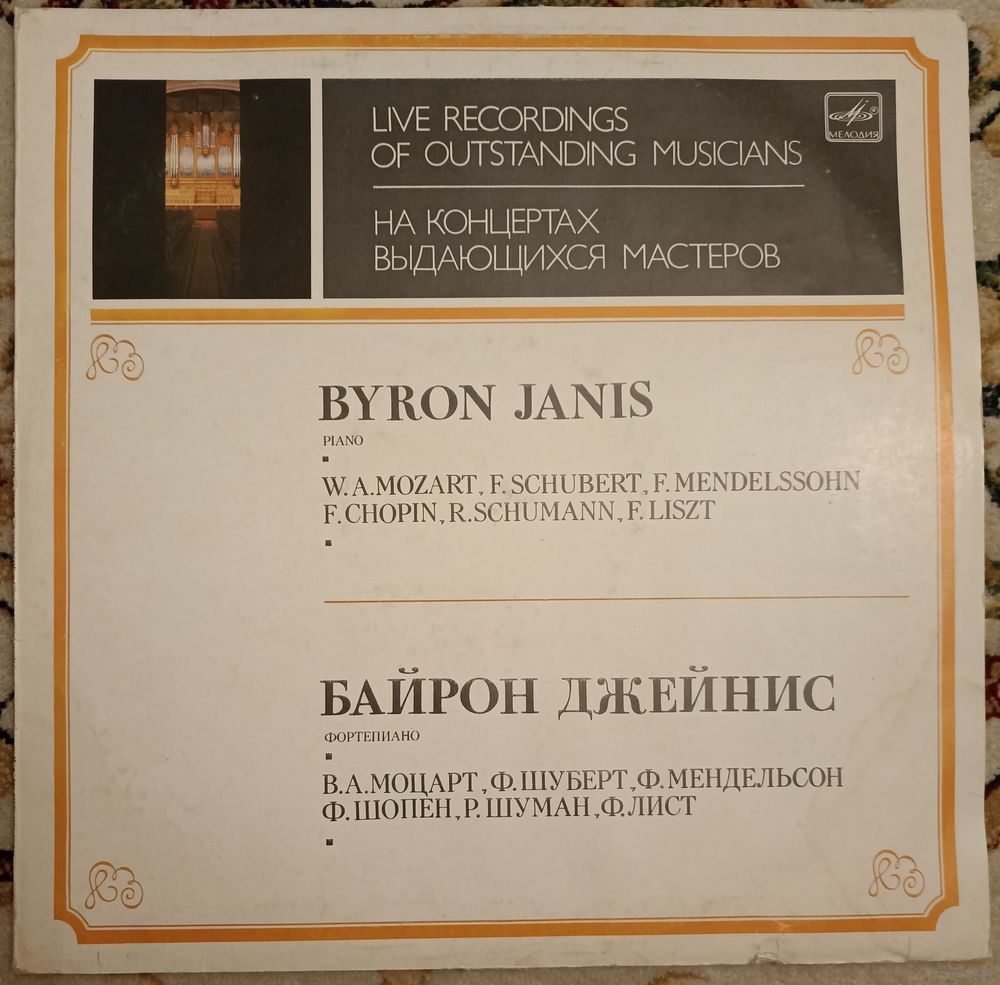 LIVE RECORDINGS
OF OUTSTANDING MUSICIANS
МЕЛОДИЯ
НА КОНЦЕРТАХ
ВЫДАЮЩИХСЯ МАСТЕРОВ
BYRON JANIS
PIANO
W. A. MOZART, F. SCHUBERT, F. MENDELSSOHN
F. CHOPIN, R. SCHUMANN, F. LISZT
БАЙРОН ДЖЕЙНИС
ФОРТЕПИАНО
В.А.МОЦАРТ, Ф.ШУБЕРТ, Ф.МЕНДЕЛЬСОН
Ф. ШОПЕН, Р. ШУМАН, Ф.ЛИСТ